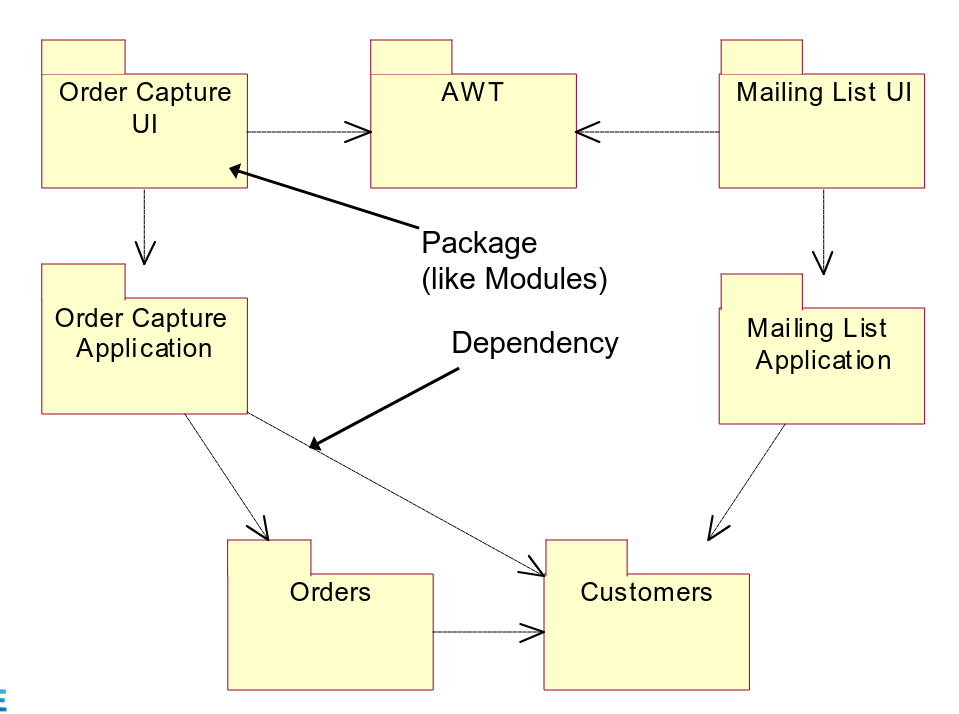 Order Capture
UI
AWT
Mailing List UI
Package
(like Modules)
Order Capture
Application
Dependency
Mailing List
Application
Orders
Customers
E